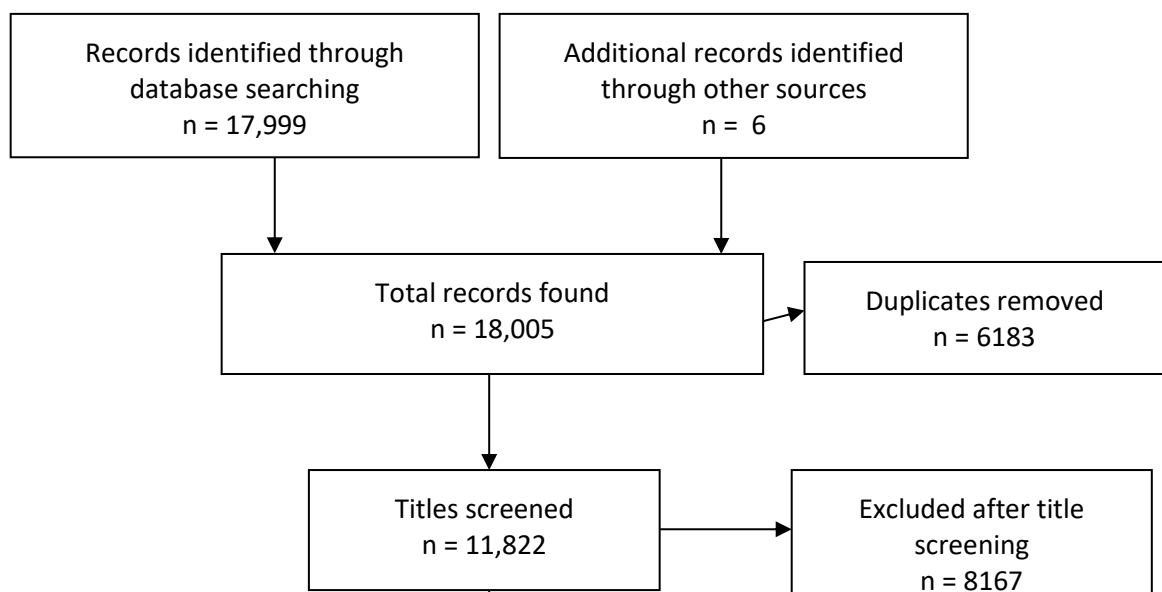 Records identified through
database searching
n = 17,999
Additional records identified
through other sources
n =  6
Total records found
n = 18,005
Duplicates removed
n = 6183
Titles screened
n = 11,822
Excluded after title
screening
n = 8167